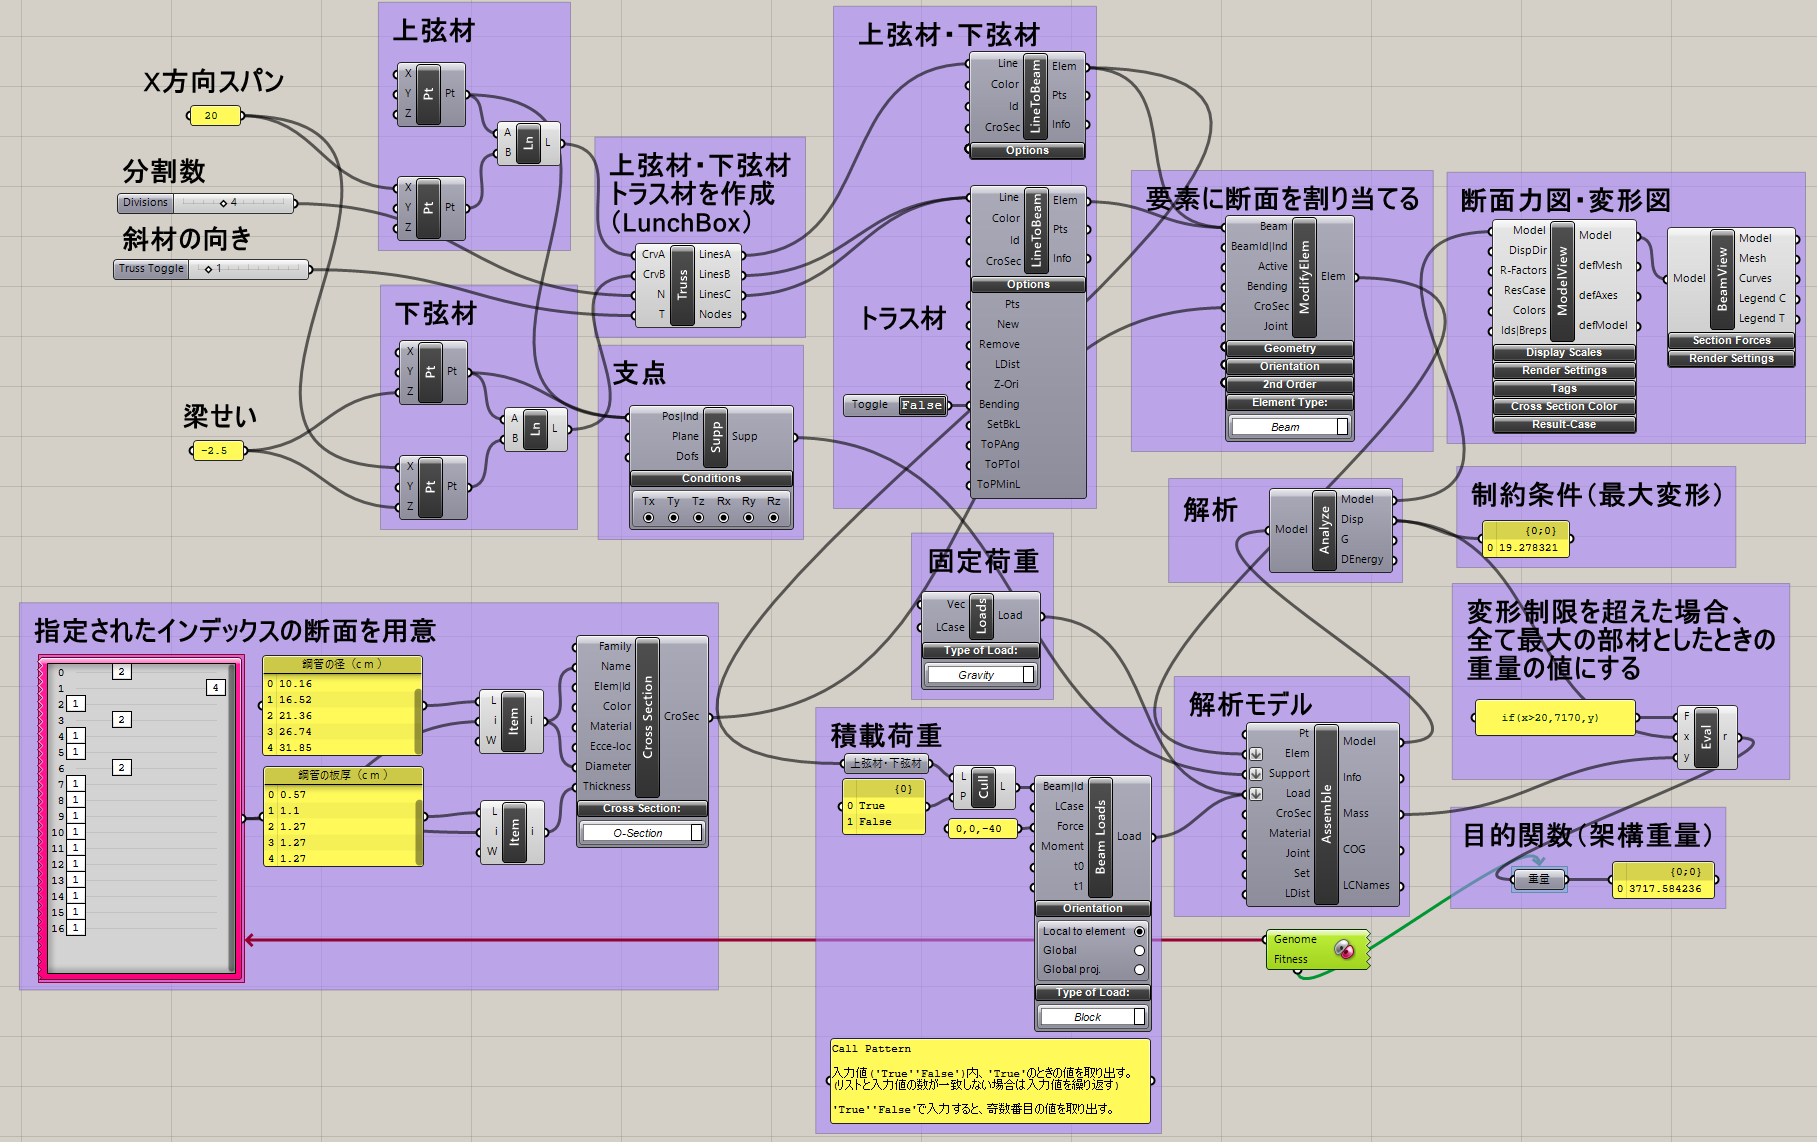 X方向スパン
20
分割数
Divisions
4
斜材の向き
Truss Toggle
1
梁せい
-2.5
上弦材
X
Y
Z
Pt
Pt
X
Y
Z
Pt
Pt
A
B
Ln
L
下弦材
X
Y
Z
Pt
Pt
X
Y
Z
Pt
Pt
A
B
Ln
L
上弦材・下弦材
トラス材を作成
(LunchBox)
CrvA
CrvB
N
T
Truss
LinesA
LinesB
LinesC
Nodes
支点
Pos|Ind
Plane
Dofs
Supp
Supp
Conditions
Tx Ty Tz Rx Ry Rz
上弦材・下弦材
Line
Color
Id
CroSec
LineToBeam
Elem
Pts
Info
Options
トラス材
Line
Color
Id
CroSec
LineToBeam
Elem
Pts
Info
Options
Pts
New
Remove
LDist
Z-Ori
Bending
SetBkL
ToPAng
ToPTol
ToPMinL
Toggle
False
要素に断面を割り当てる
Beam
BeamId|Ind
Active
Bending
CroSec
Joint
ModifyElem
Elem
Geometry
Orientation
2nd Order
Element Type:
Beam
断面力図・変形図
Model
DispDir
R-Factors
ResCase
Colors
Ids|Breps
ModelView
Model
defMesh
defAxes
defModel
Display Scales
Render Settings
Tags
Cross Section Color
Result-Case
Model
BeamView
Model
Mesh
Curves
Legend C
Legend T
Section Forces
Render Settings
解析
Model
Analyze
Model
Disp
G
DEnergy
制約条件(最大変形)
{0;0}
0 19.278321
変形制限を超えた場合、
全て最大の部材としたときの
重量の値にする
if(x>20,7170,y)
F
x
y
Eval
r
目的関数(架構重量)
重量
{0;0}
0 3717.584236
指定されたインデックスの断面を用意
0 2
1 4
2 1
3 2
4 1
5 1
6 2
7 1
8 1
9 1
10 1
11 1
12 1
13 1
14 1
15 1
16 1
鋼管の径(cm)
0 10.16
1 16.52
2 21.36
3 26.74
4 31.85
鋼管の板厚(cm)
0 0.57
1 1.1
2 1.27
3 1.27
4 1.27
L
i
W
Item
i
L
i
W
Item
i
Family
Name
Elem|Id
Color
Material
Ecce-loc
Diameter
Thickness
Cross Section
CroSec
Cross Section:
O-Section
固定荷重
Vec
LCase
Loads
Load
Type of Load:
Gravity
積載荷重
上弦材・下弦材
{0}
0 True
1 False
L
P
Cull
L
0,0,-40
Beam|Id
LCase
Force
Moment
t0
t1
Beam Loads
Load
Orientation
Local to element
Global
Global proj.
Type of Load:
Block
Call Pattern
入力値('True''False')内、'True'のときの値を取り出す。
(リストと入力値の数が一致しない場合は入力値を繰り返す)
'True''False'で入力すると、奇数番目の値を取り出す。
解析モデル
Pt
Elem
Support
Load
CroSec
Material
Joint
Set
LDist
Assemble
Model
Info
Mass
COG
LCNames
Genome
Fitness